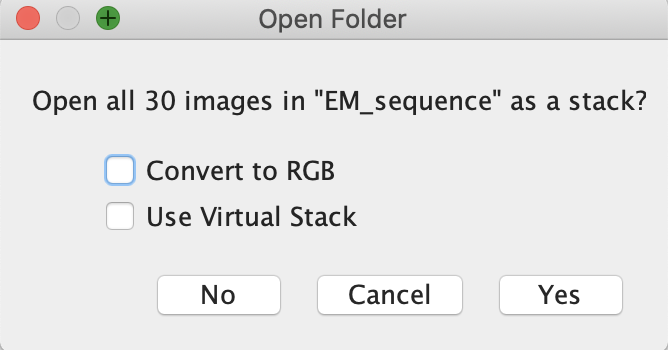 Open Folder
Open all 30 images in "EM_sequence" as a stack?
Convert to RGB
Use Virtual Stack
No Cancel Yes